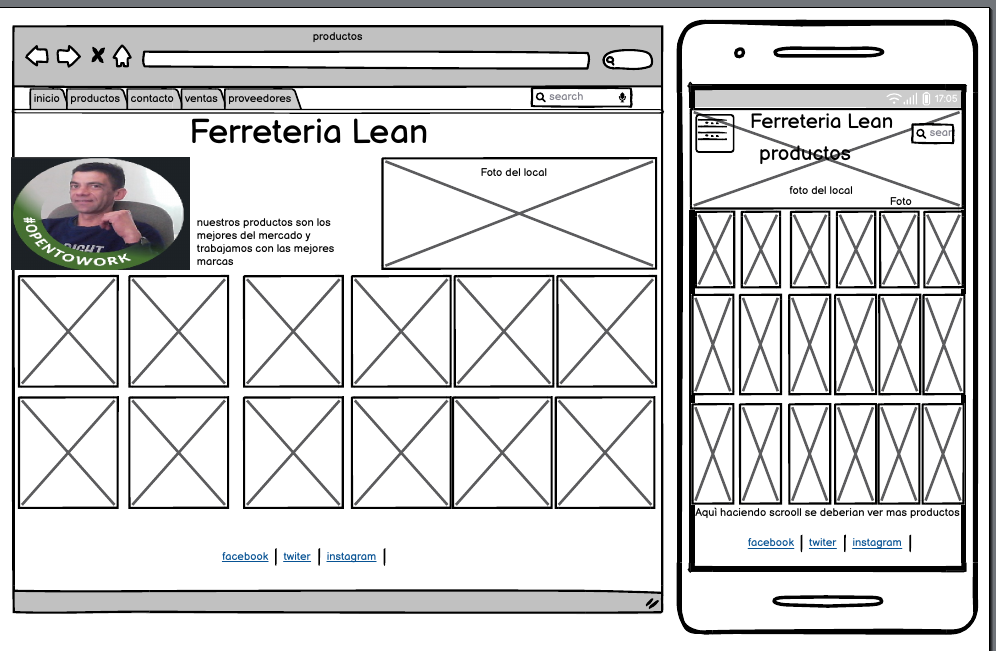 productos
inicio productos contacto ventas proveedores
search
Ferreteria Lean
#OPENTOWORK
RIGHT
Foto del local
nuestros productos son los
mejores del mercado y
trabajamos con las mejores
marcas
facebook twiter instagram
17:05
Ferreteria Lean
sear
productos
foto del local
Foto
Aquì haciendo scrooll se deberian ver mas productos
facebook twiter instagram